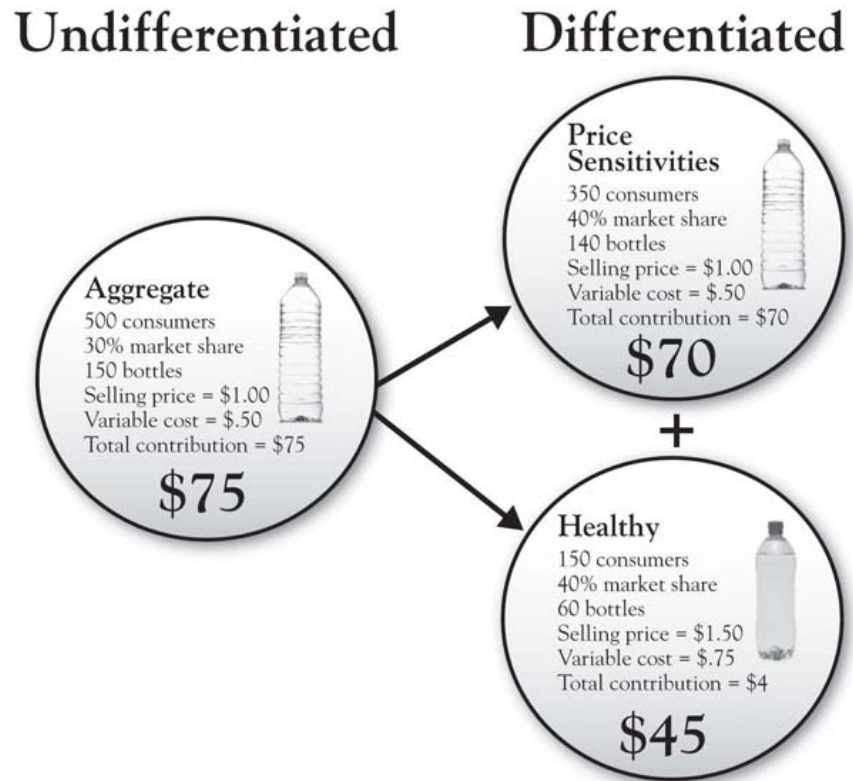 Undifferentiated
Differentiated
Aggregate
500 consumers
30% market share
150 bottles
Selling price = $1.00
Variable cost = $.50
Total contribution = $75
$75
Price
Sensitivities
350 consumers
40% market share
140 bottles
Selling price = $1.00
Variable cost = $.50
Total contribution = $70
$70
+
Healthy
150 consumers
40% market share
60 bottles
Selling price = $1.50
Variable cost = $.75
Total contribution = $4
$45